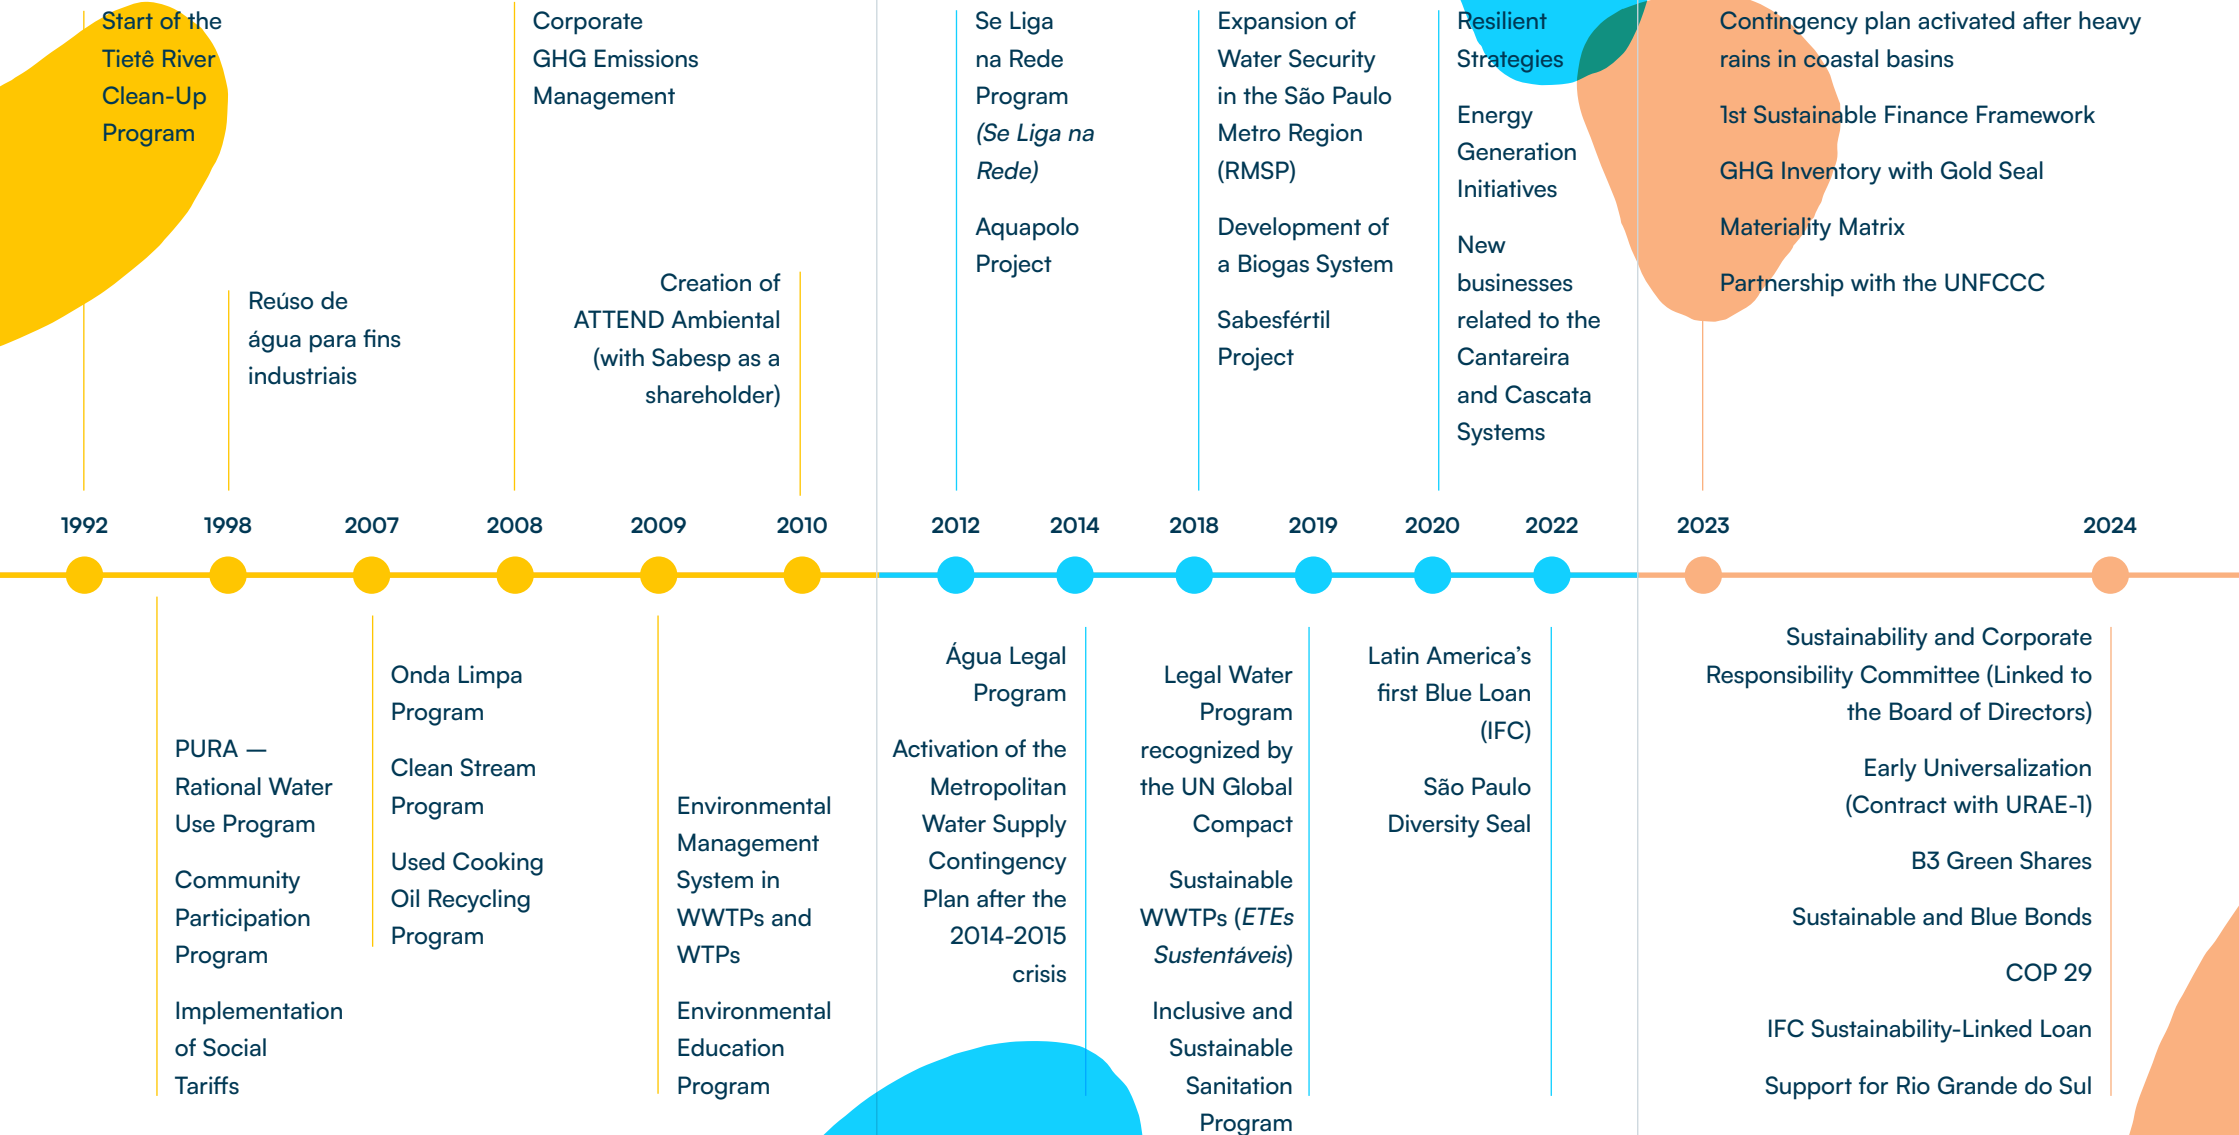 Start of the
Tietê River
Clean-Up
Program
Reúso de
água para fins
industriais
Corporate
GHG Emissions
Management
Creation of
ATTEND Ambiental
(with Sabesp as a
shareholder)
Se Liga
na Rede
Program
(Se Liga na
Rede)
Aquapolo
Project
Expansion of
Water Security
in the São Paulo
Metro Region
(RMSP)
Development of
a Biogas System
Sabesfértil
Project
Resilient
Strategies
Energy
Generation
Initiatives
New
businesses
related to the
Cantareira
and Cascata
Systems
Contingency plan activated after heavy
rains in coastal basins
1st Sustainable Finance Framework
GHG Inventory with Gold Seal
Materiality Matrix
Partnership with the UNFCCC
1992 1998 2007 2008 2009 2010 2012 2014 2018 2019 2020 2022 2023 2024
PURA —
Rational Water
Use Program
Community
Participation
Program
Implementation
of Social
Tariffs
Onda Limpa
Program
Clean Stream
Program
Used Cooking
Oil Recycling
Program
Environmental
Management
System in
WWTPs and
WTPs
Environmental
Education
Program
Água Legal
Program
Activation of the
Metropolitan
Water Supply
Contingency
Plan after the
2014-2015
crisis
Legal Water
Program
recognized by
the UN Global
Compact
Sustainable
WWTPs (ETEs
Sustentáveis)
Inclusive and
Sustainable
Sanitation
Program
Latin America’s
first Blue Loan
(IFC)
São Paulo
Diversity Seal
Sustainability and Corporate
Responsibility Committee (Linked to
the Board of Directors)
Early Universalization
(Contract with URAE-1)
B3 Green Shares
Sustainable and Blue Bonds
COP 29
IFC Sustainability-Linked Loan
Support for Rio Grande do Sul